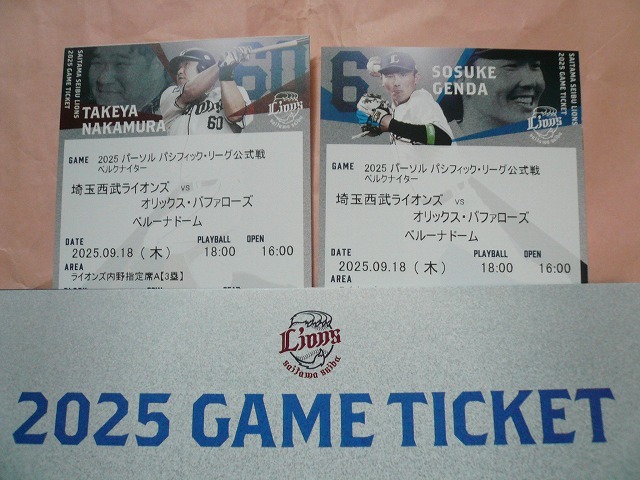 TAKEYA
NAKAMURA
60
60
SAITAMA SEIBU LIONS
2025 GAME TICKET
Lions
GAME
2025 パーソル パシフィック・リーグ公式戦
ベルクナイター
埼玉西武ライオンズ vs
オリックス・バファローズ
ベルーナドーム
DATE PLAYBALL OPEN
2025.09.18 (木) 18:00 16:00
AREA
ライオンズ内野指定席A【3塁】
6
SOSUKE
GENDA
SAITAMA SEIBU LIONS
2025 GAME TICKET
Lions
GAME
2025 パーソル パシフィック・リーグ公式戦
ベルクナイター
埼玉西武ライオンズ vs
オリックス・バファローズ
ベルーナドーム
DATE PLAYBALL OPEN
2025.09.18 (木) 18:00 16:00
AREA
Lions
saitama seibu
2025 GAME TICKET